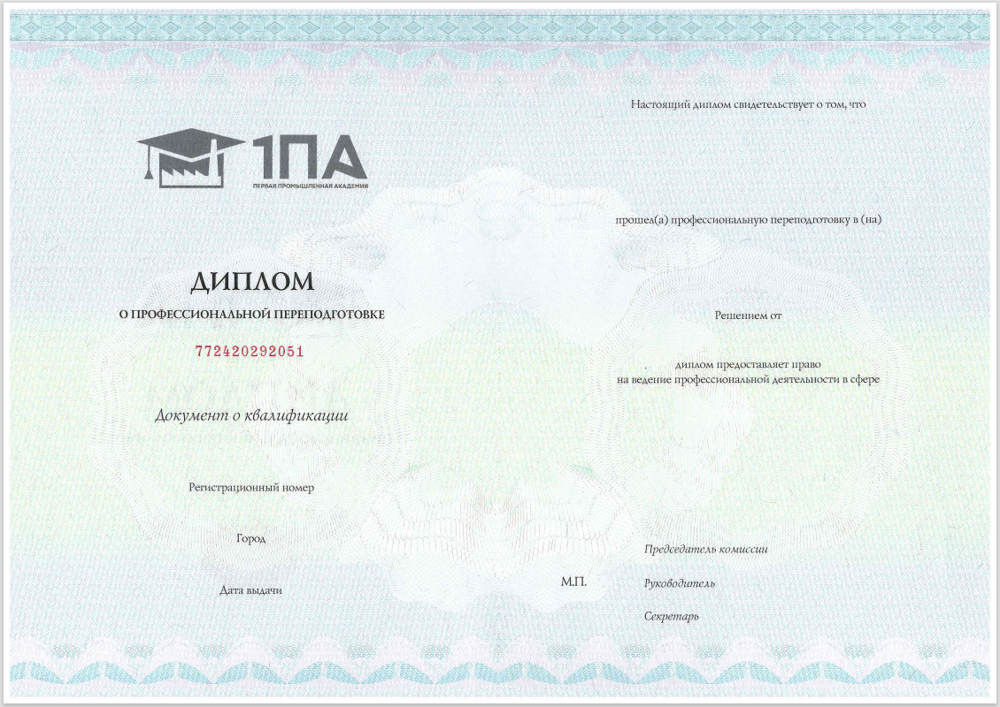 1ПА
ПЕРВАЯ ПРОМЫШЛЕННАЯ АКАДЕМИЯ
ДИПЛОМ
О ПРОФЕССИОНАЛЬНОЙ ПЕРЕПОДГОТОВКЕ
772420292051
Документ о квалификации
Регистрационный номер
Город
Дата выдачи
Настоящий диплом свидетельствует о том, что
прошел(а) профессиональную переподготовку в (на)
Решением от
диплом предоставляет право
на ведение профессиональной деятельности в сфере
М.П.
Председатель комиссии
Руководитель
Секретарь